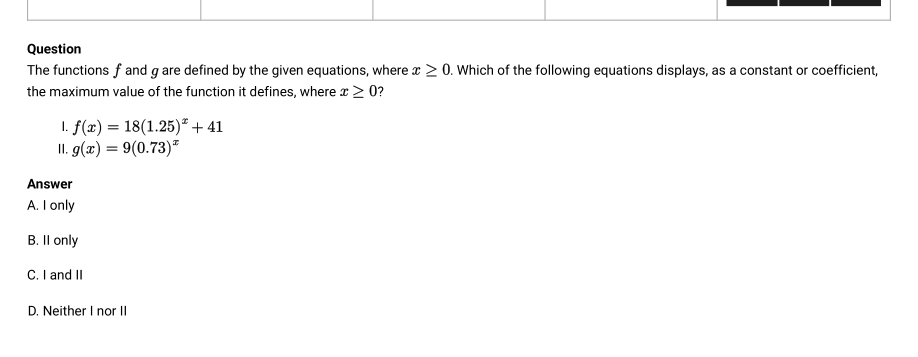 Question
The functions f and g are defined by the given equations, where x ≥ 0. Which of the following equations displays, as a constant or coefficient,
the maximum value of the function it defines, where x ≥ 0?
I. f(x) = 18(1.25)ˣ + 41
II. g(x) = 9(0.73)ˣ
Answer
A. I only
B. II only
C. I and II
D. Neither I nor II